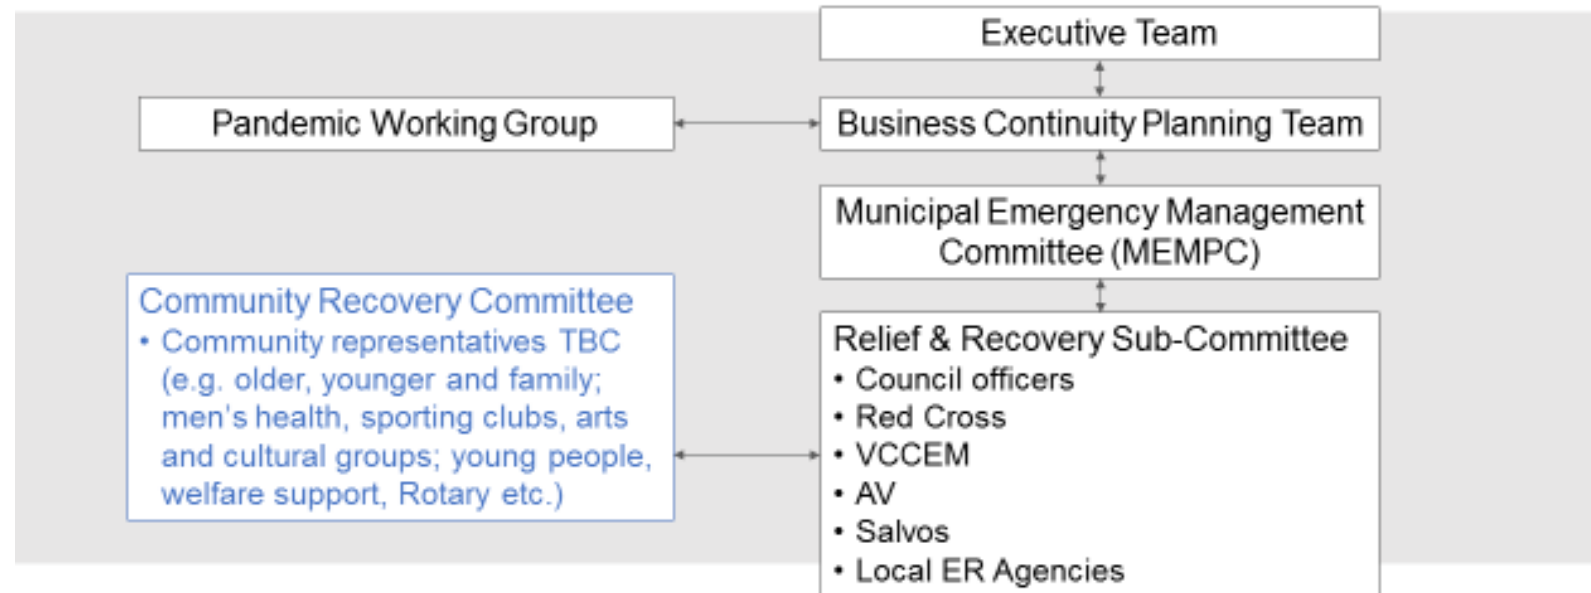 Executive Team
Pandemic Working Group
Business Continuity Planning Team
Municipal Emergency Management
Committee (MEMPC)
Community Recovery Committee
• Community representatives TBC
(e.g. older, younger and family;
men's health, sporting clubs, arts
and cultural groups; young people,
welfare support, Rotary etc.)
Relief & Recovery Sub-Committee
• Council officers
• Red Cross
• VCCEM
• AV
• Salvos
• Local ER Agencies